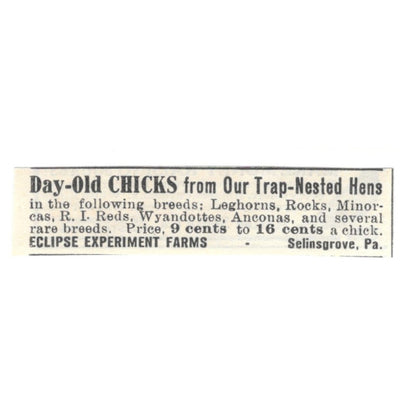 Day-Old CHICKS from Our Trap-Nested Hens
in the following breeds: Leghorns, Rocks, Minor-
cas, R. I. Reds, Wyandottes, Anconas, and several
rare breeds. Price, 9 cents to 16 cents a chick.
ECLIPSE EXPERIMENT FARMS - Selinsgrove, Pa.